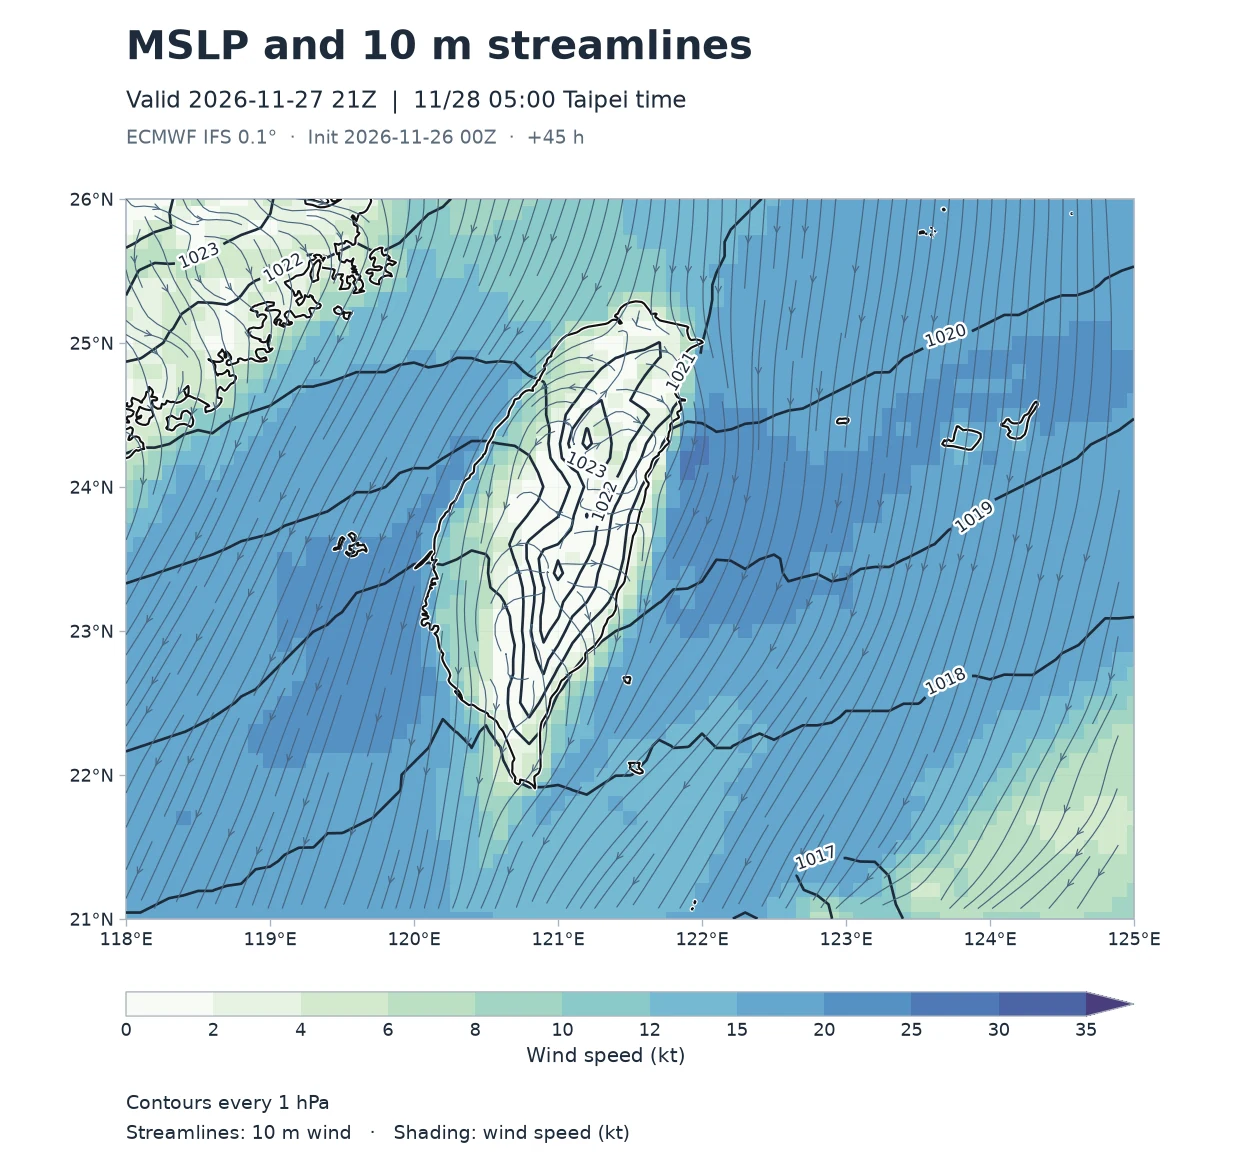 MSLP and 10 m streamlines
Valid 2026-11-27 21Z | 11/28 05:00 Taipei time
ECMWF IFS 0.1° · Init 2026-11-26 00Z · +45 h
26°N
1023
1022
25°N
1020
1021
24°N
1023
1022
1019
23°N
1018
22°N
1017
21°N
118°E 119°E 120°E 121°E 122°E 123°E 124°E 125°E
0 2 4 6 8 10 12 15 20 25 30 35
Wind speed (kt)
Contours every 1 hPa
Streamlines: 10 m wind · Shading: wind speed (kt)